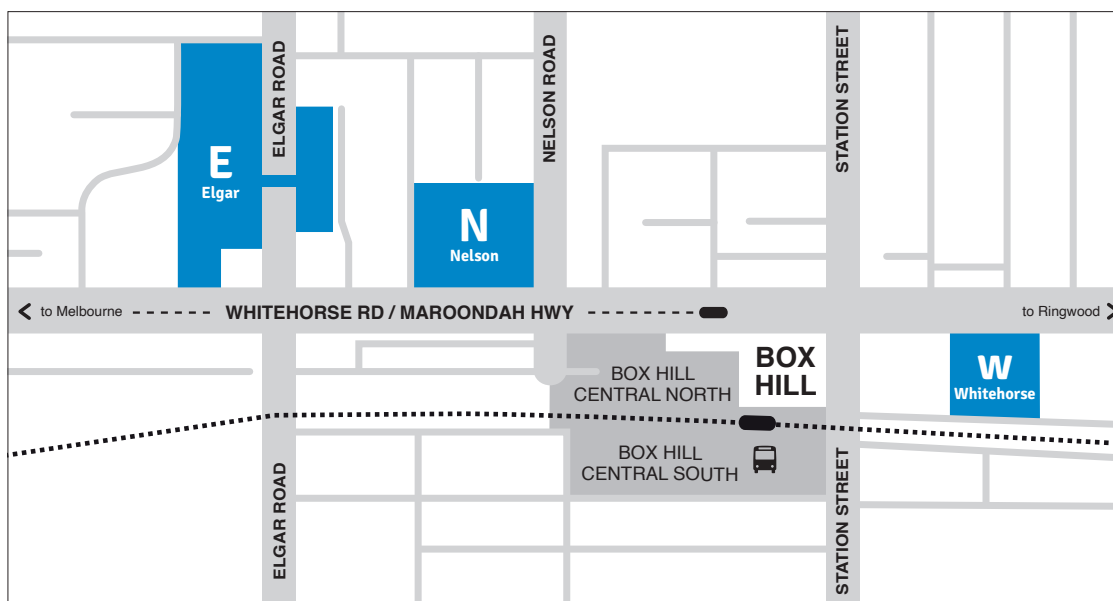 ELGAR ROAD
NELSON ROAD
STATION STREET
E
Elgar
N
Nelson
to Melbourne
WHITEHORSE RD / MAROONDAH HWY
to Ringwood
BOX HILL
CENTRAL NORTH
BOX
HILL
W
Whitehorse
BOX HILL
CENTRAL SOUTH
ELGAR ROAD
STATION STREET